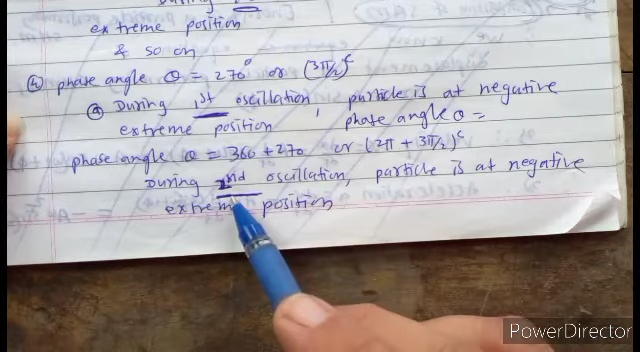 During
extreme position
& so on
④ phase angle θ = 270° or (3π/2)ᶜ
ⓐ During 1st oscillation, particle is at negative
extreme position phase angle θ =
phase angle θ = 360 + 270 or (2π + 3π/2)ᶜ
During 2nd oscillation, particle is at negative
extreme position
PowerDirector